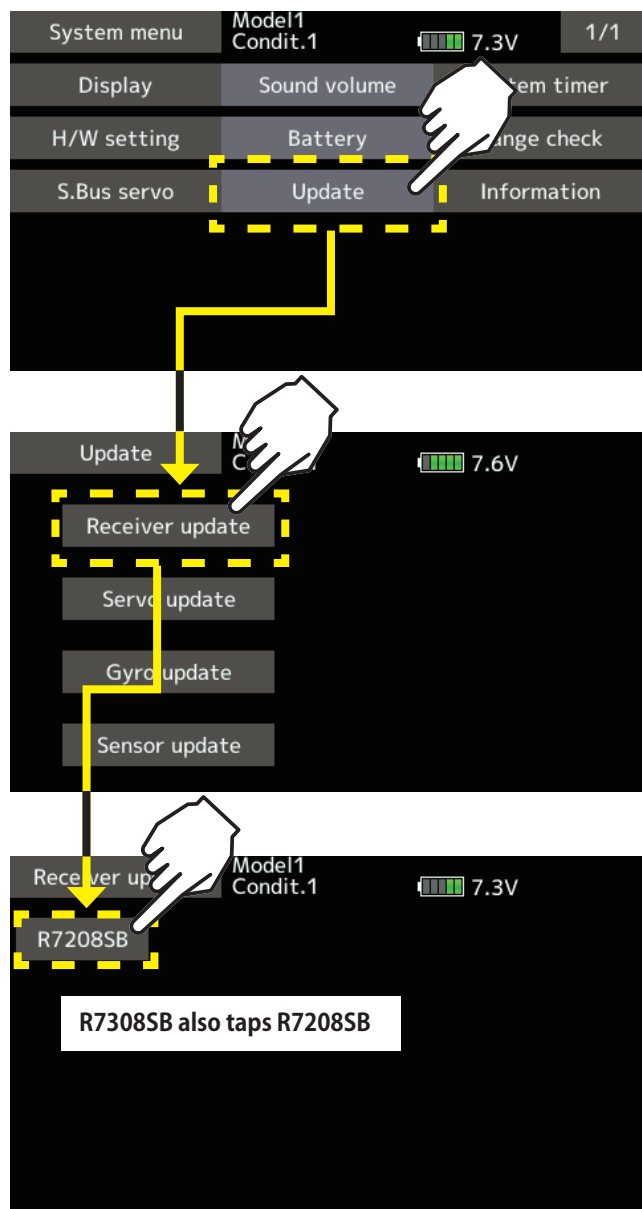 System menu
Model1
Condit.1
7.3V
1/1
Display
Sound volume
timer
H/W setting
Battery
check
S.Bus servo
Update
Information
Update
7.6V
Receiver update
Servo update
Gyro update
Sensor update
Model1
Condit.1
7.3V
R7208SB
R7308SB also taps R7208SB